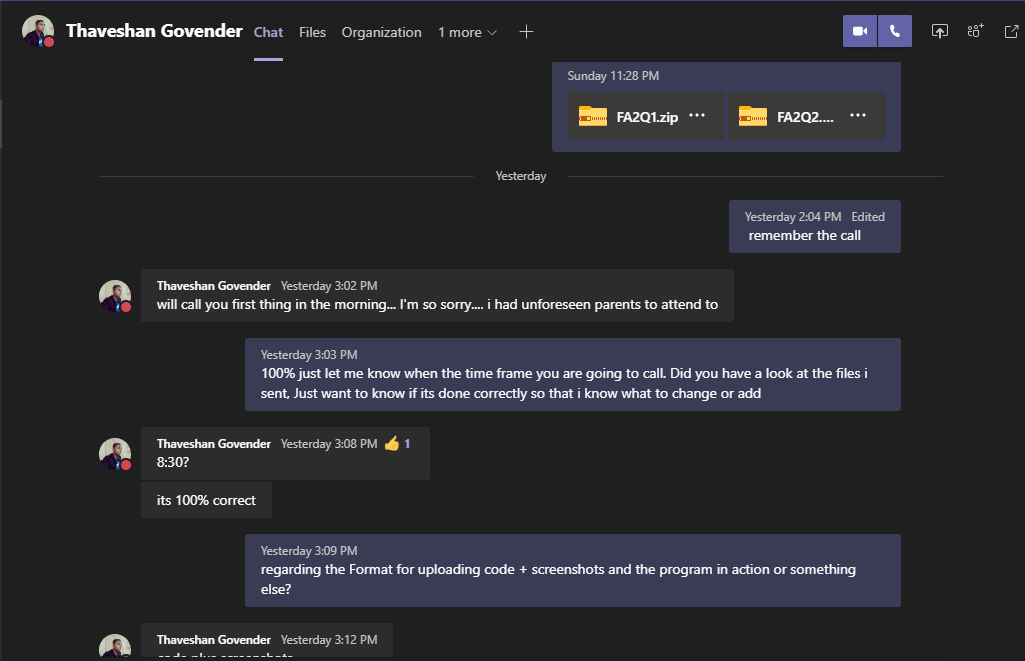 Thaveshan Govender Chat Files Organization 1 more
Sunday 11:28 PM
FA2Q1.zip ... FA2Q2.... ...
Yesterday
Yesterday 2:04 PM Edited
remember the call
Thaveshan Govender Yesterday 3:02 PM
will call you first thing in the morning... I'm so sorry.... i had unforeseen parents to attend to
Yesterday 3:03 PM
100% just let me know when the time frame you are going to call. Did you have a look at the files i
sent, Just want to know if its done correctly so that i know what to change or add
Thaveshan Govender Yesterday 3:08 PM 👍 1
8:30?
its 100% correct
Yesterday 3:09 PM
regarding the Format for uploading code + screenshots and the program in action or something
else?
Thaveshan Govender Yesterday 3:12 PM
code plus screenshots